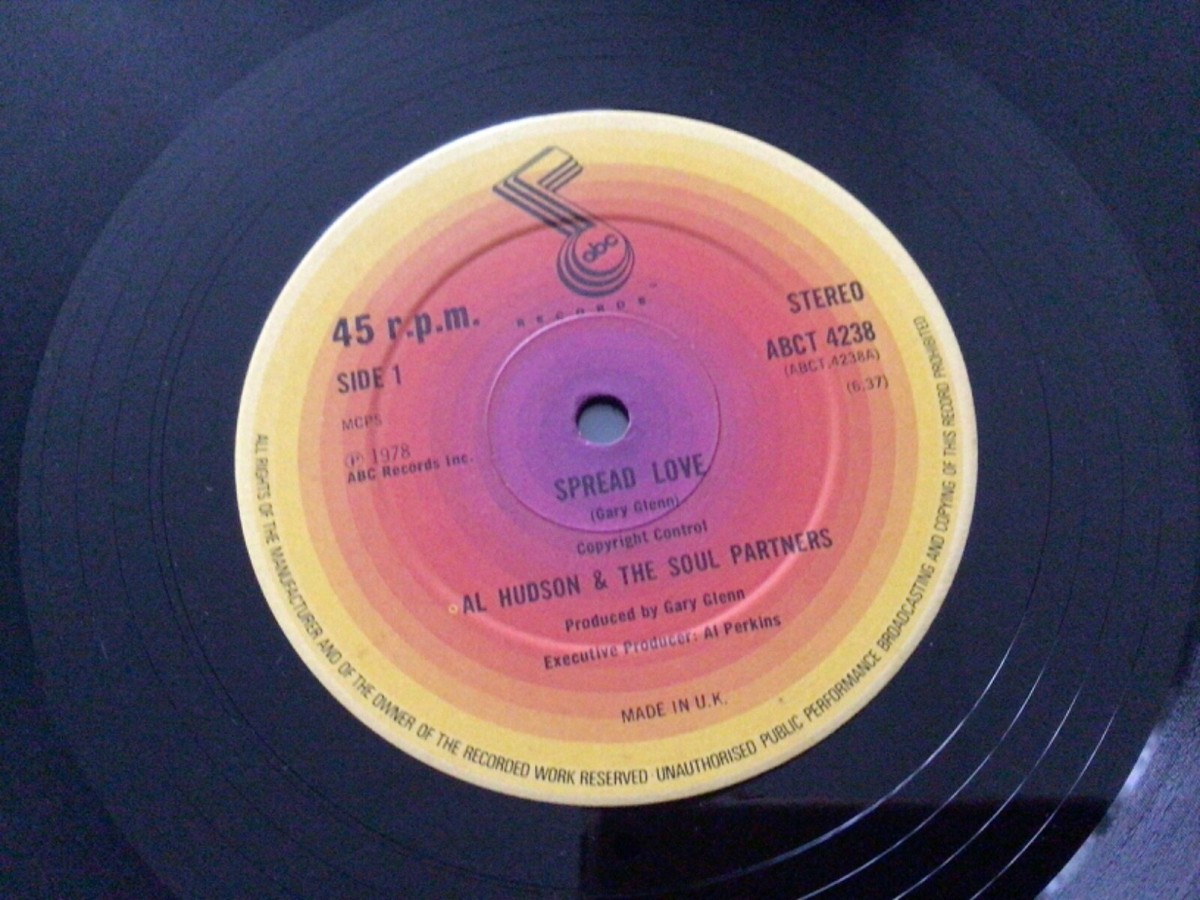 abc
RECORDS™
45 r.p.m.
SIDE 1
MCPS
℗ 1978
ABC Records Inc.
STEREO
ABCT 4238
(ABCT.4238A)
(6.37)
SPREAD LOVE
(Gary Glenn)
Copyright Control
AL HUDSON & THE SOUL PARTNERS
Produced by Gary Glenn
Executive Producer: Al Perkins
MADE IN U.K.
ALL RIGHTS OF THE MANUFACTURER AND OF THE OWNER OF THE RECORDED WORK RESERVED · UNAUTHORISED PUBLIC PERFORMANCE BROADCASTING AND COPYING OF THIS RECORD PROHIBITED